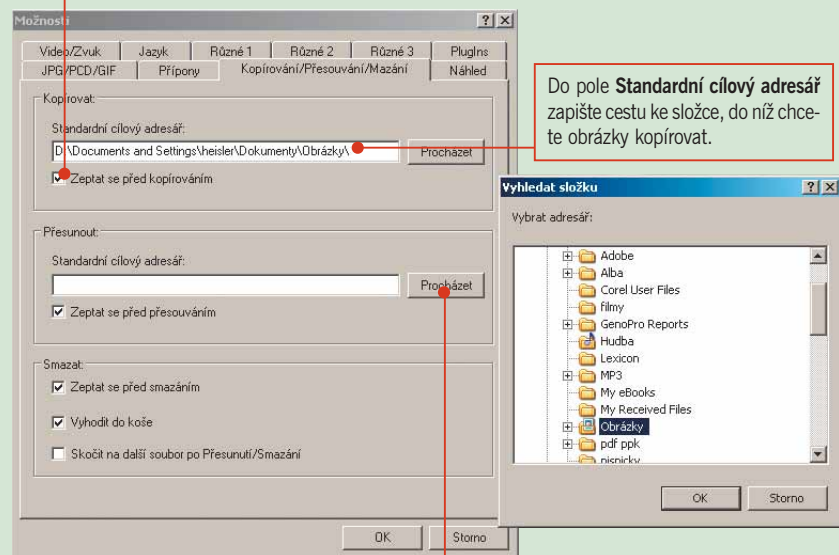 Možnosti
Video/Zvuk
Jazyk
Různé 1
Různé 2
Různé 3
PlugIns
JPG/PCD/GIF
Přípony
Kopírování/Přesouvání/Mazání
Náhled
Kopírovat:
Standardní cílový adresář:
D:\Documents and Settings\heisler\Dokumenty\Obrázky\
Procházet
Zeptat se před kopírováním
Přesunout:
Standardní cílový adresář:
Procházet
Zeptat se před přesouváním
Smazat:
Zeptat se před smazáním
Vyhodit do koše
Skočit na další soubor po Přesunutí/Smazání
OK
Storno
Do pole Standardní cílový adresář
zapište cestu ke složce, do níž chce-
te obrázky kopírovat.
Vyhledat složku
Vybrat adresář:
Adobe
Alba
Corel User Files
filmy
GenoPro Reports
Hudba
Lexicon
MP3
My eBooks
My Received Files
Obrázky
pdf ppk
pisnicky
OK
Storno